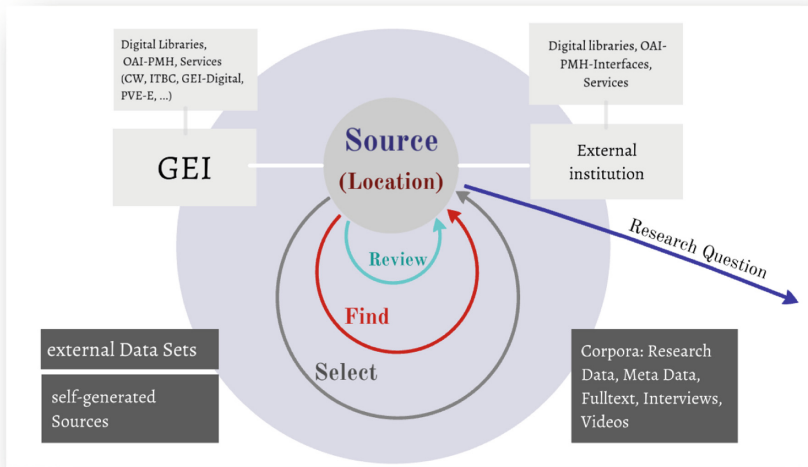 Digital Libraries,
OAI-PMH, Services
(CW, ITBC, GEI-Digital,
PVE-E, ...)
GEI
Source
(Location)
Digital libraries, OAI-
PMH-Interfaces,
Services
External
institution
Research Question
Review
Find
Select
external Data Sets
self-generated
Sources
Corpora: Research
Data, Meta Data,
Fulltext, Interviews,
Videos